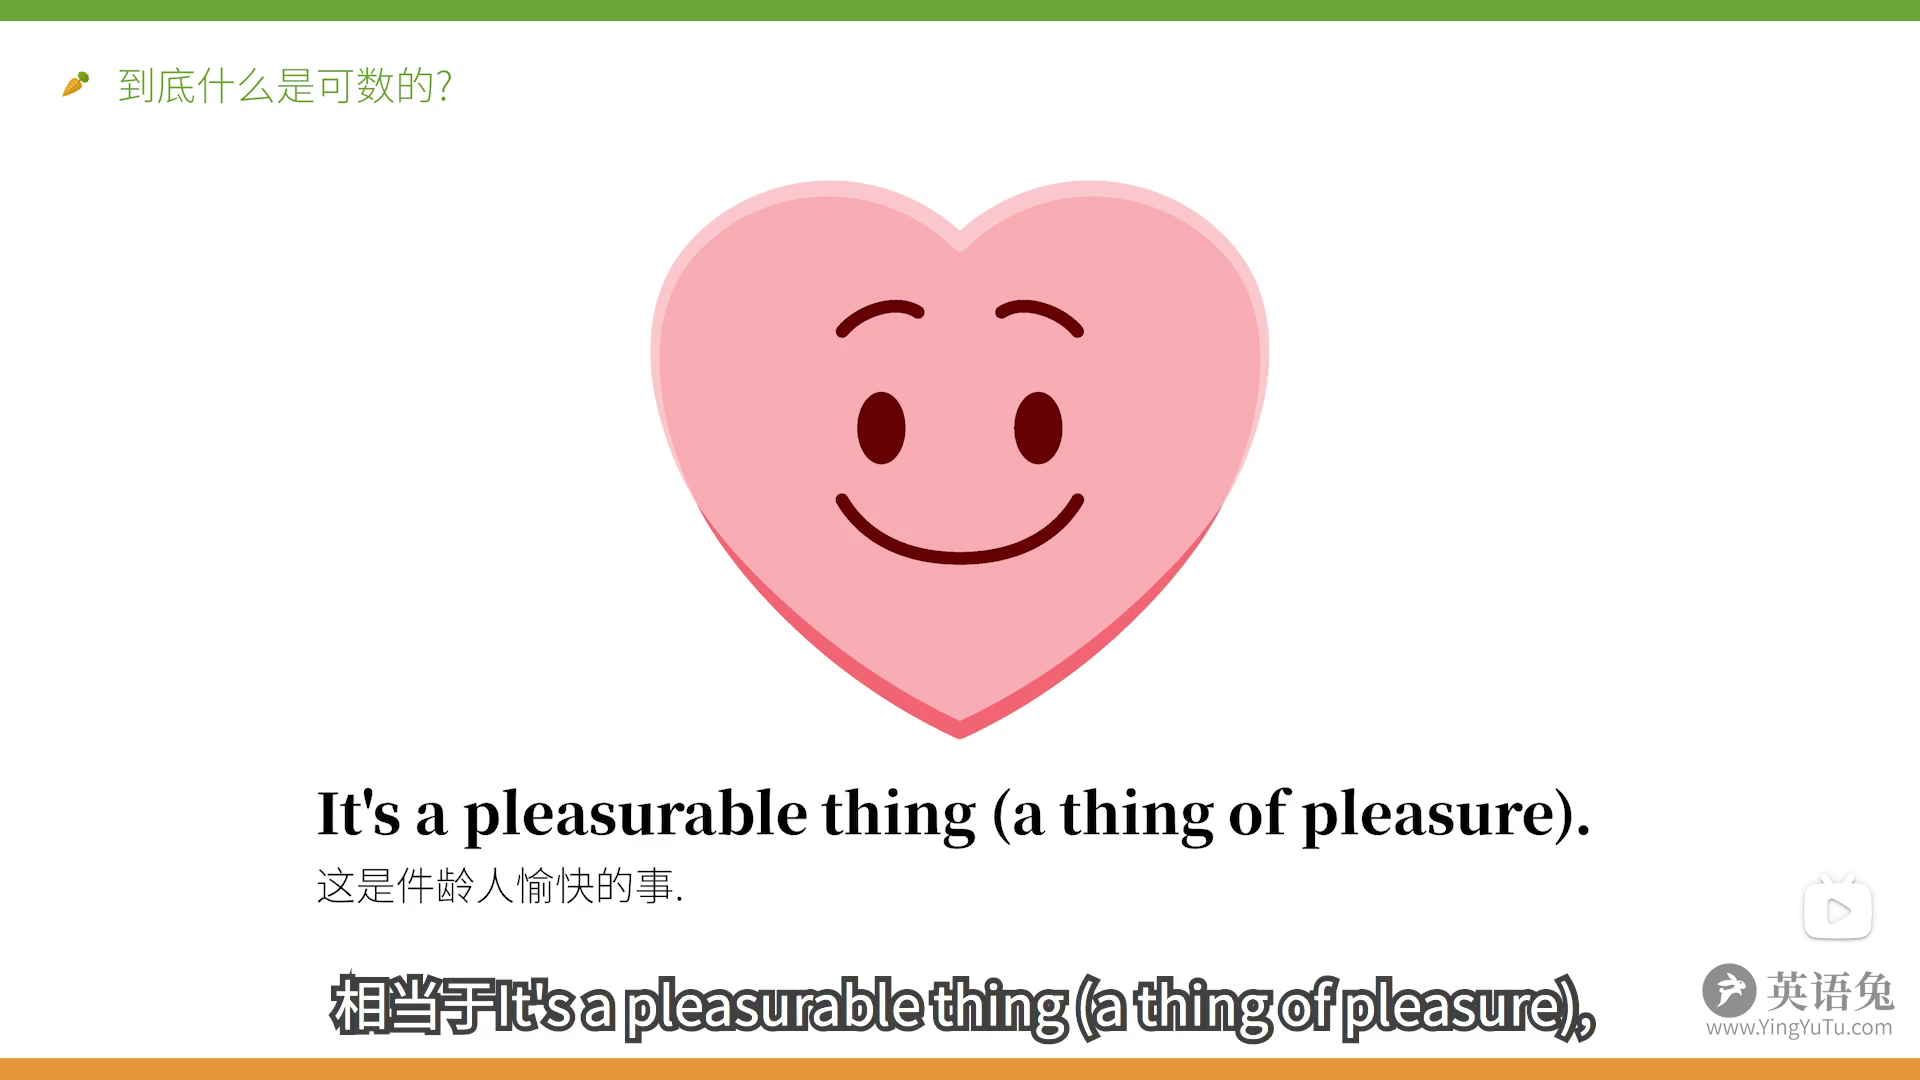 到底什么是可数的?
It's a pleasurable thing (a thing of pleasure).
这是件龄人愉快的事.
相当于It's a pleasurable thing (a thing of pleasure),
英语兔
www.YingYuTu.com